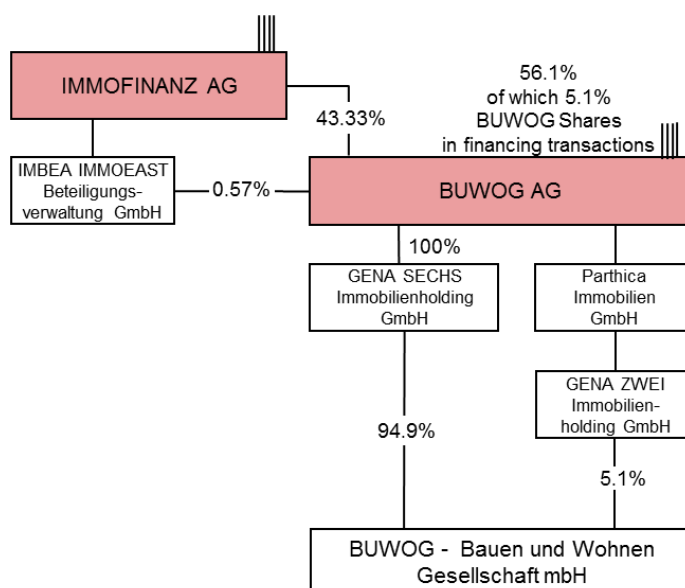 IMMOFINANZ AG
56.1%
of which 5.1%
BUWOG Shares
in financing transactions
43.33%
IMBEA IMMOEAST
Beteiligungs-
verwaltung GmbH
0.57%
BUWOG AG
100%
GENA SECHS
Immobilienholding
GmbH
Parthica
Immobilien
GmbH
GENA ZWEI
Immobilien-
holding GmbH
94.9%
5.1%
BUWOG - Bauen und Wohnen
Gesellschaft mbH